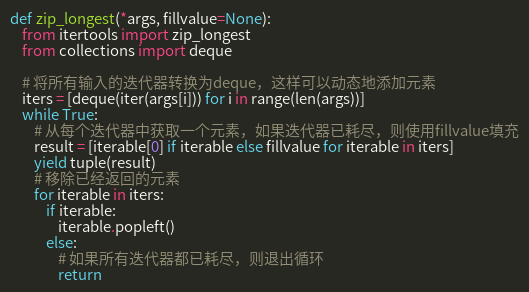 def zip_longest(*args, fillvalue=None):
    from itertools import zip_longest
    from collections import deque

    # 将所有输入的迭代器转换为deque，这样可以动态地添加元素
    iters = [deque(iter(args[i])) for i in range(len(args))]
    while True:
        # 从每个迭代器中获取一个元素，如果迭代器已耗尽，则使用fillvalue填充
        result = [iterable[0] if iterable else fillvalue for iterable in iters]
        yield tuple(result)
        # 移除已经返回的元素
        for iterable in iters:
            if iterable:
                iterable.popleft()
            else:
                # 如果所有迭代器都已耗尽，则退出循环
                return